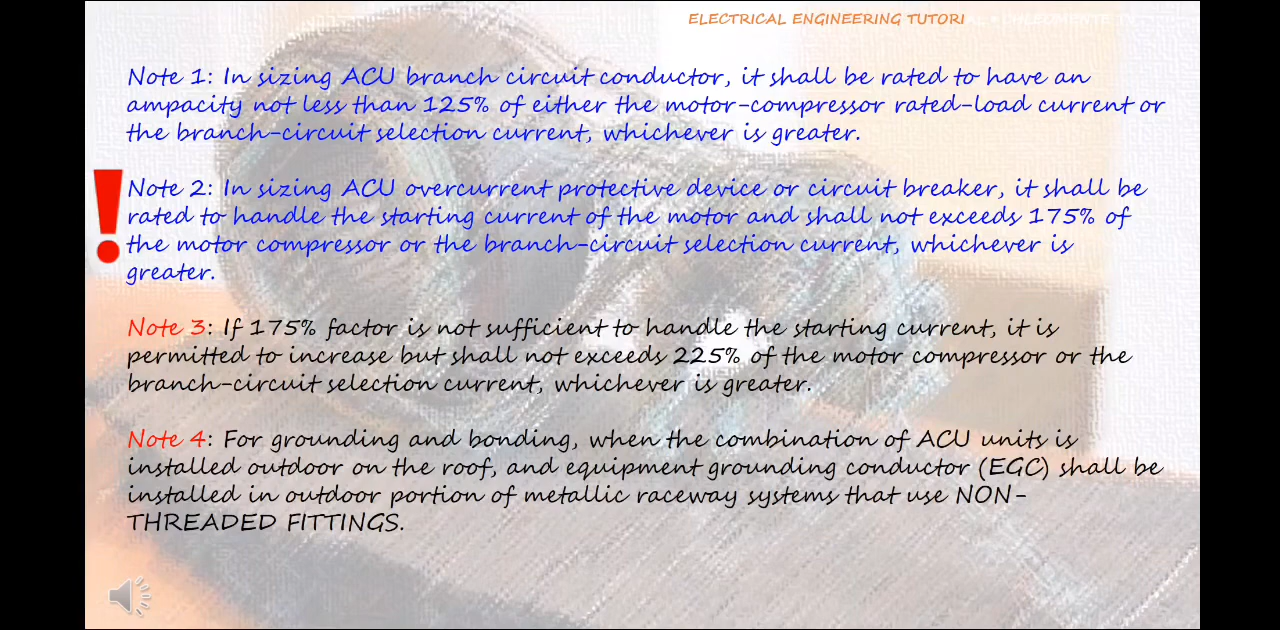 ELECTRICAL ENGINEERING TUTORIAL - CHLEOMENTE TV
Note 1: In sizing ACU branch circuit conductor, it shall be rated to have an
ampacity not less than 125% of either the motor-compressor rated-load current or
the branch-circuit selection current, whichever is greater.
Note 2: In sizing ACU overcurrent protective device or circuit breaker, it shall be
rated to handle the starting current of the motor and shall not exceeds 175% of
the motor compressor or the branch-circuit selection current, whichever is
greater.
Note 3: If 175% factor is not sufficient to handle the starting current, it is
permitted to increase but shall not exceeds 225% of the motor compressor or the
branch-circuit selection current, whichever is greater.
Note 4: For grounding and bonding, when the combination of ACU units is
installed outdoor on the roof, and equipment grounding conductor (EGC) shall be
installed in outdoor portion of metallic raceway systems that use NON-
THREADED FITTINGS.